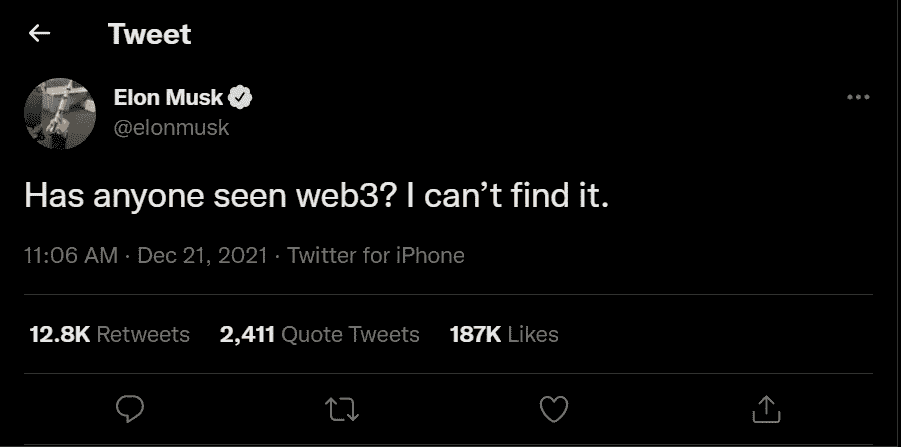 Tweet
Elon Musk
@elonmusk
Has anyone seen web3? I can’t find it.
11:06 AM · Dec 21, 2021 · Twitter for iPhone
12.8K Retweets 2,411 Quote Tweets 187K Likes